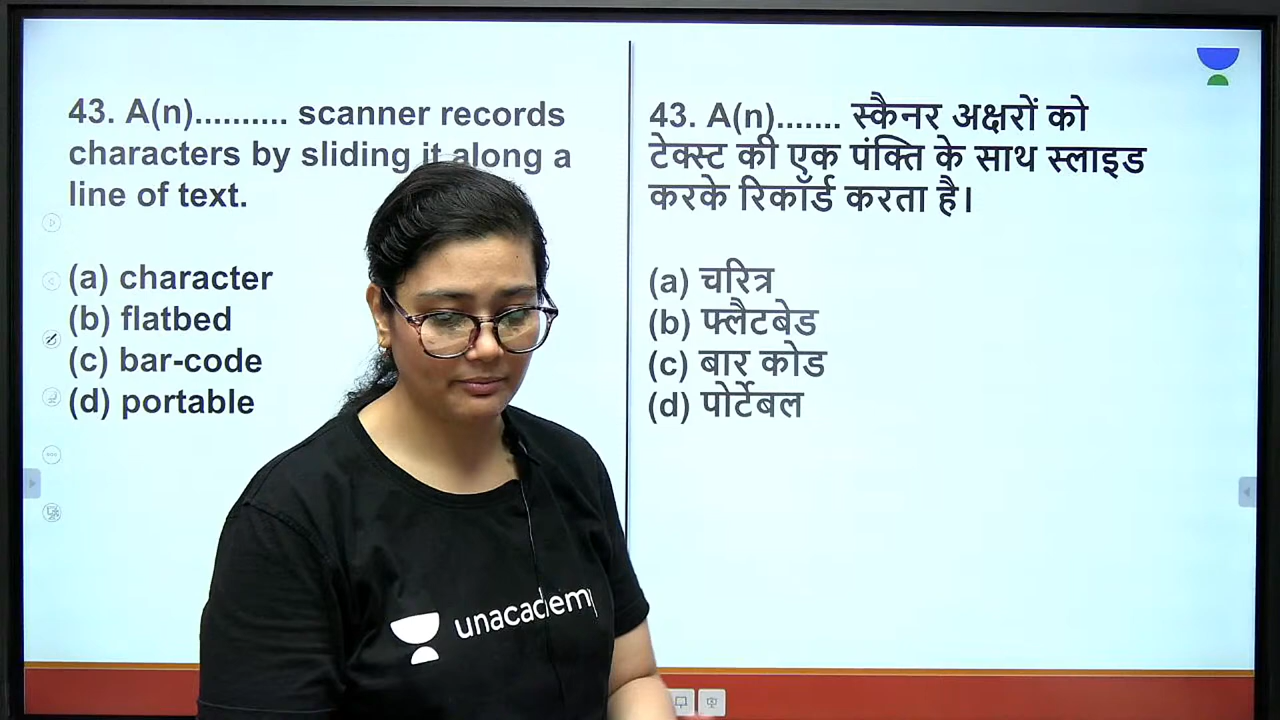 43. A(n).......... scanner records
characters by sliding it along a
line of text.
(a) character
(b) flatbed
(c) bar-code
(d) portable
43. A(n)....... स्कैनर अक्षरों को
टेक्स्ट की एक पंक्ति के साथ स्लाइड
करके रिकॉर्ड करता है।
(a) चरित्र
(b) फ्लैटबेड
(c) बार कोड
(d) पोर्टेबल
unacademy